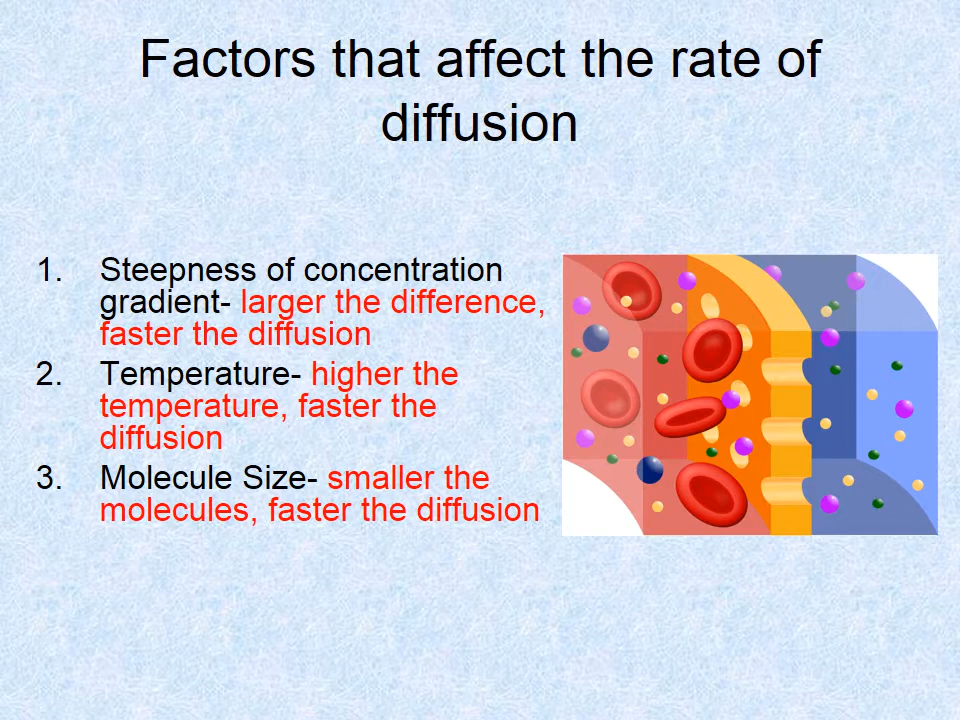 Factors that affect the rate of
diffusion
1. Steepness of concentration
gradient- larger the difference,
faster the diffusion
2. Temperature- higher the
temperature, faster the
diffusion
3. Molecule Size- smaller the
molecules, faster the diffusion